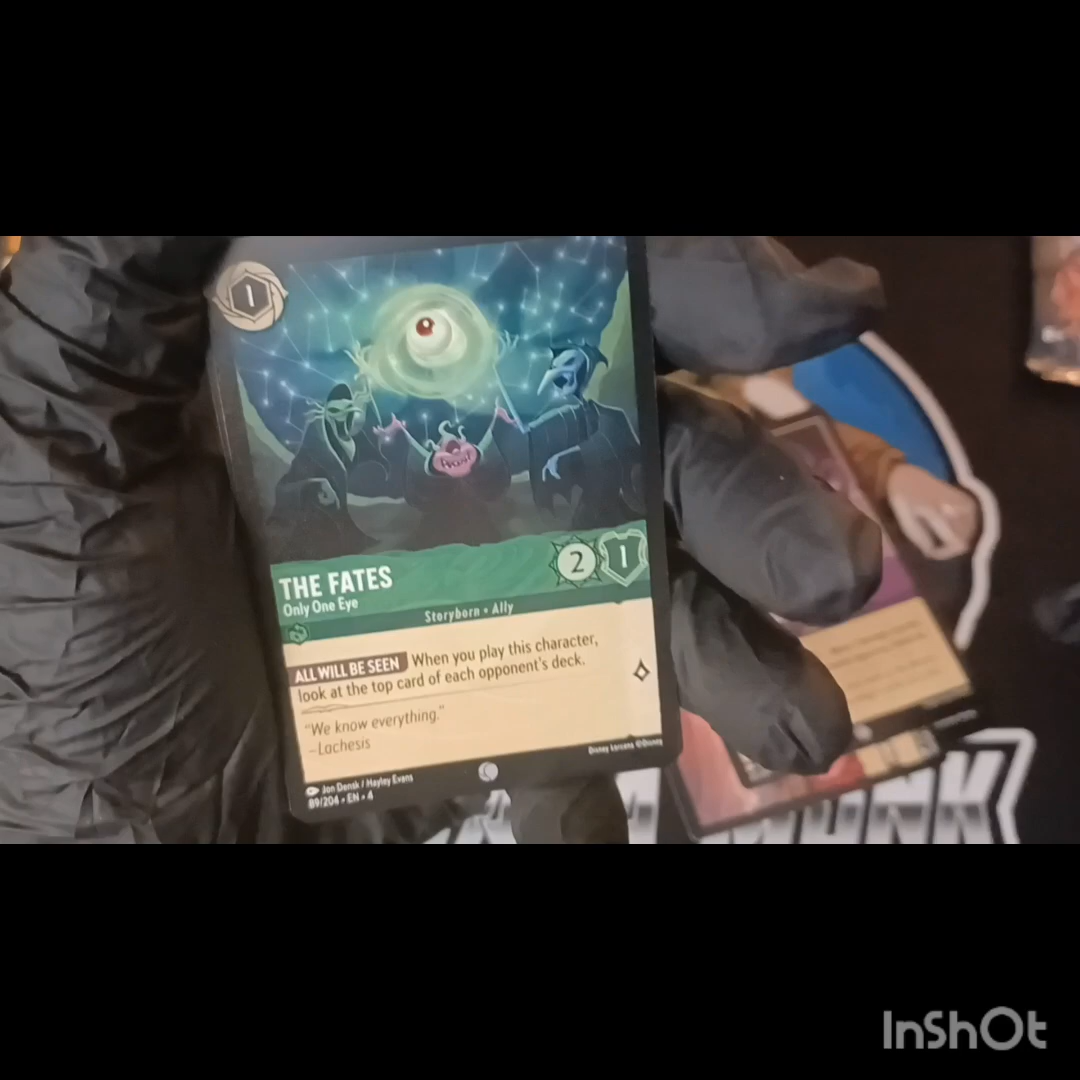 1
THE FATES
Only One Eye
2 1
Storyborn • Ally
ALL WILL BE SEEN When you play this character,
look at the top card of each opponent's deck.
"We know everything."
–Lachesis
Disney Lorcana ©Disney
Jon Densk / Hayley Evans
89/204 • EN • 4
InShOt